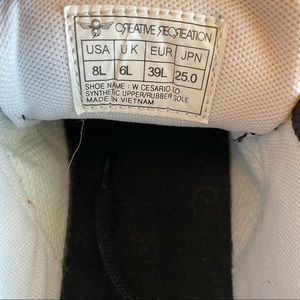 CREATIVE RECREATION
USA UK EUR JPN
8L 6L 39L 25.0
SHOE NAME : W CESARIO LO
SYNTHETIC UPPER/RUBBER SOLE
MADE IN VIETNAM